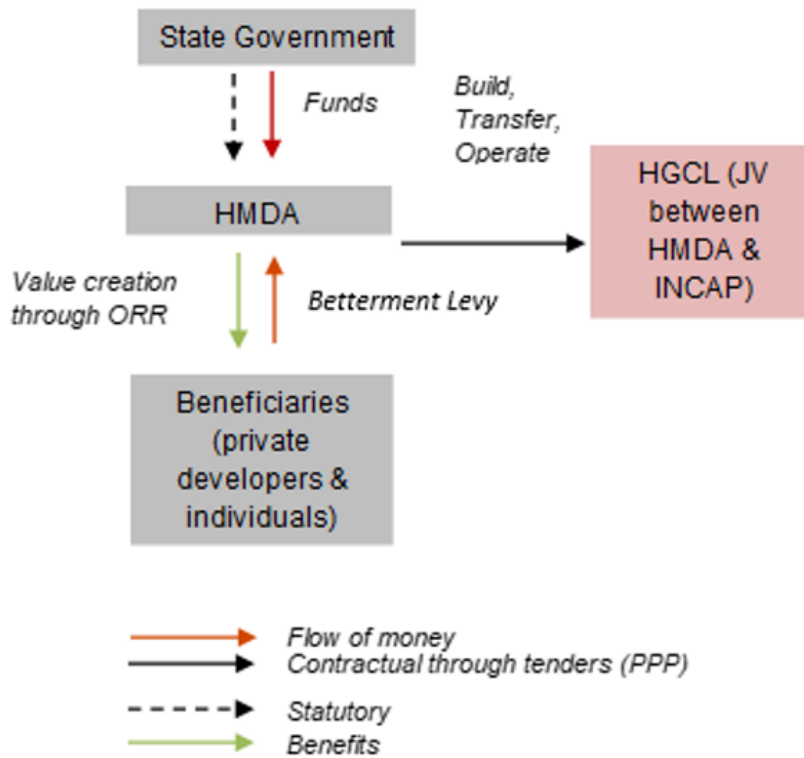 State Government
Funds
Build,
Transfer,
Operate
HGCL (JV
between
HMDA &
INCAP)
HMDA
Value creation
through ORR
Betterment Levy
Beneficiaries
(private
developers &
individuals)
Flow of money
Contractual through tenders (PPP)
Statutory
Benefits